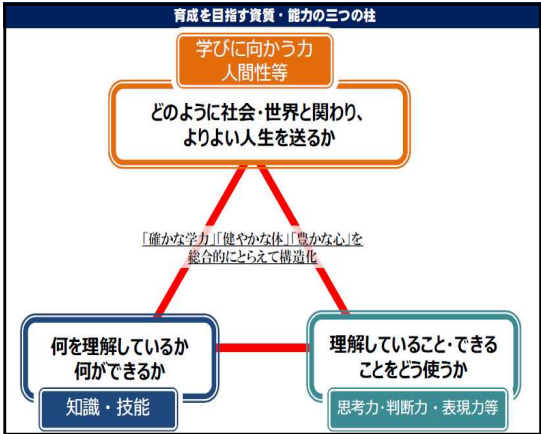 育成を目指す資質・能力の三つの柱
学びに向かう力
人間性等
どのように社会・世界と関わり、
よりよい人生を送るか
「確かな学力」「健やかな体」「豊かな心」を
総合的にとらえて構造化
何を理解しているか
何ができるか
知識・技能
理解していること・できる
ことをどう使うか
思考力・判断力・表現力等